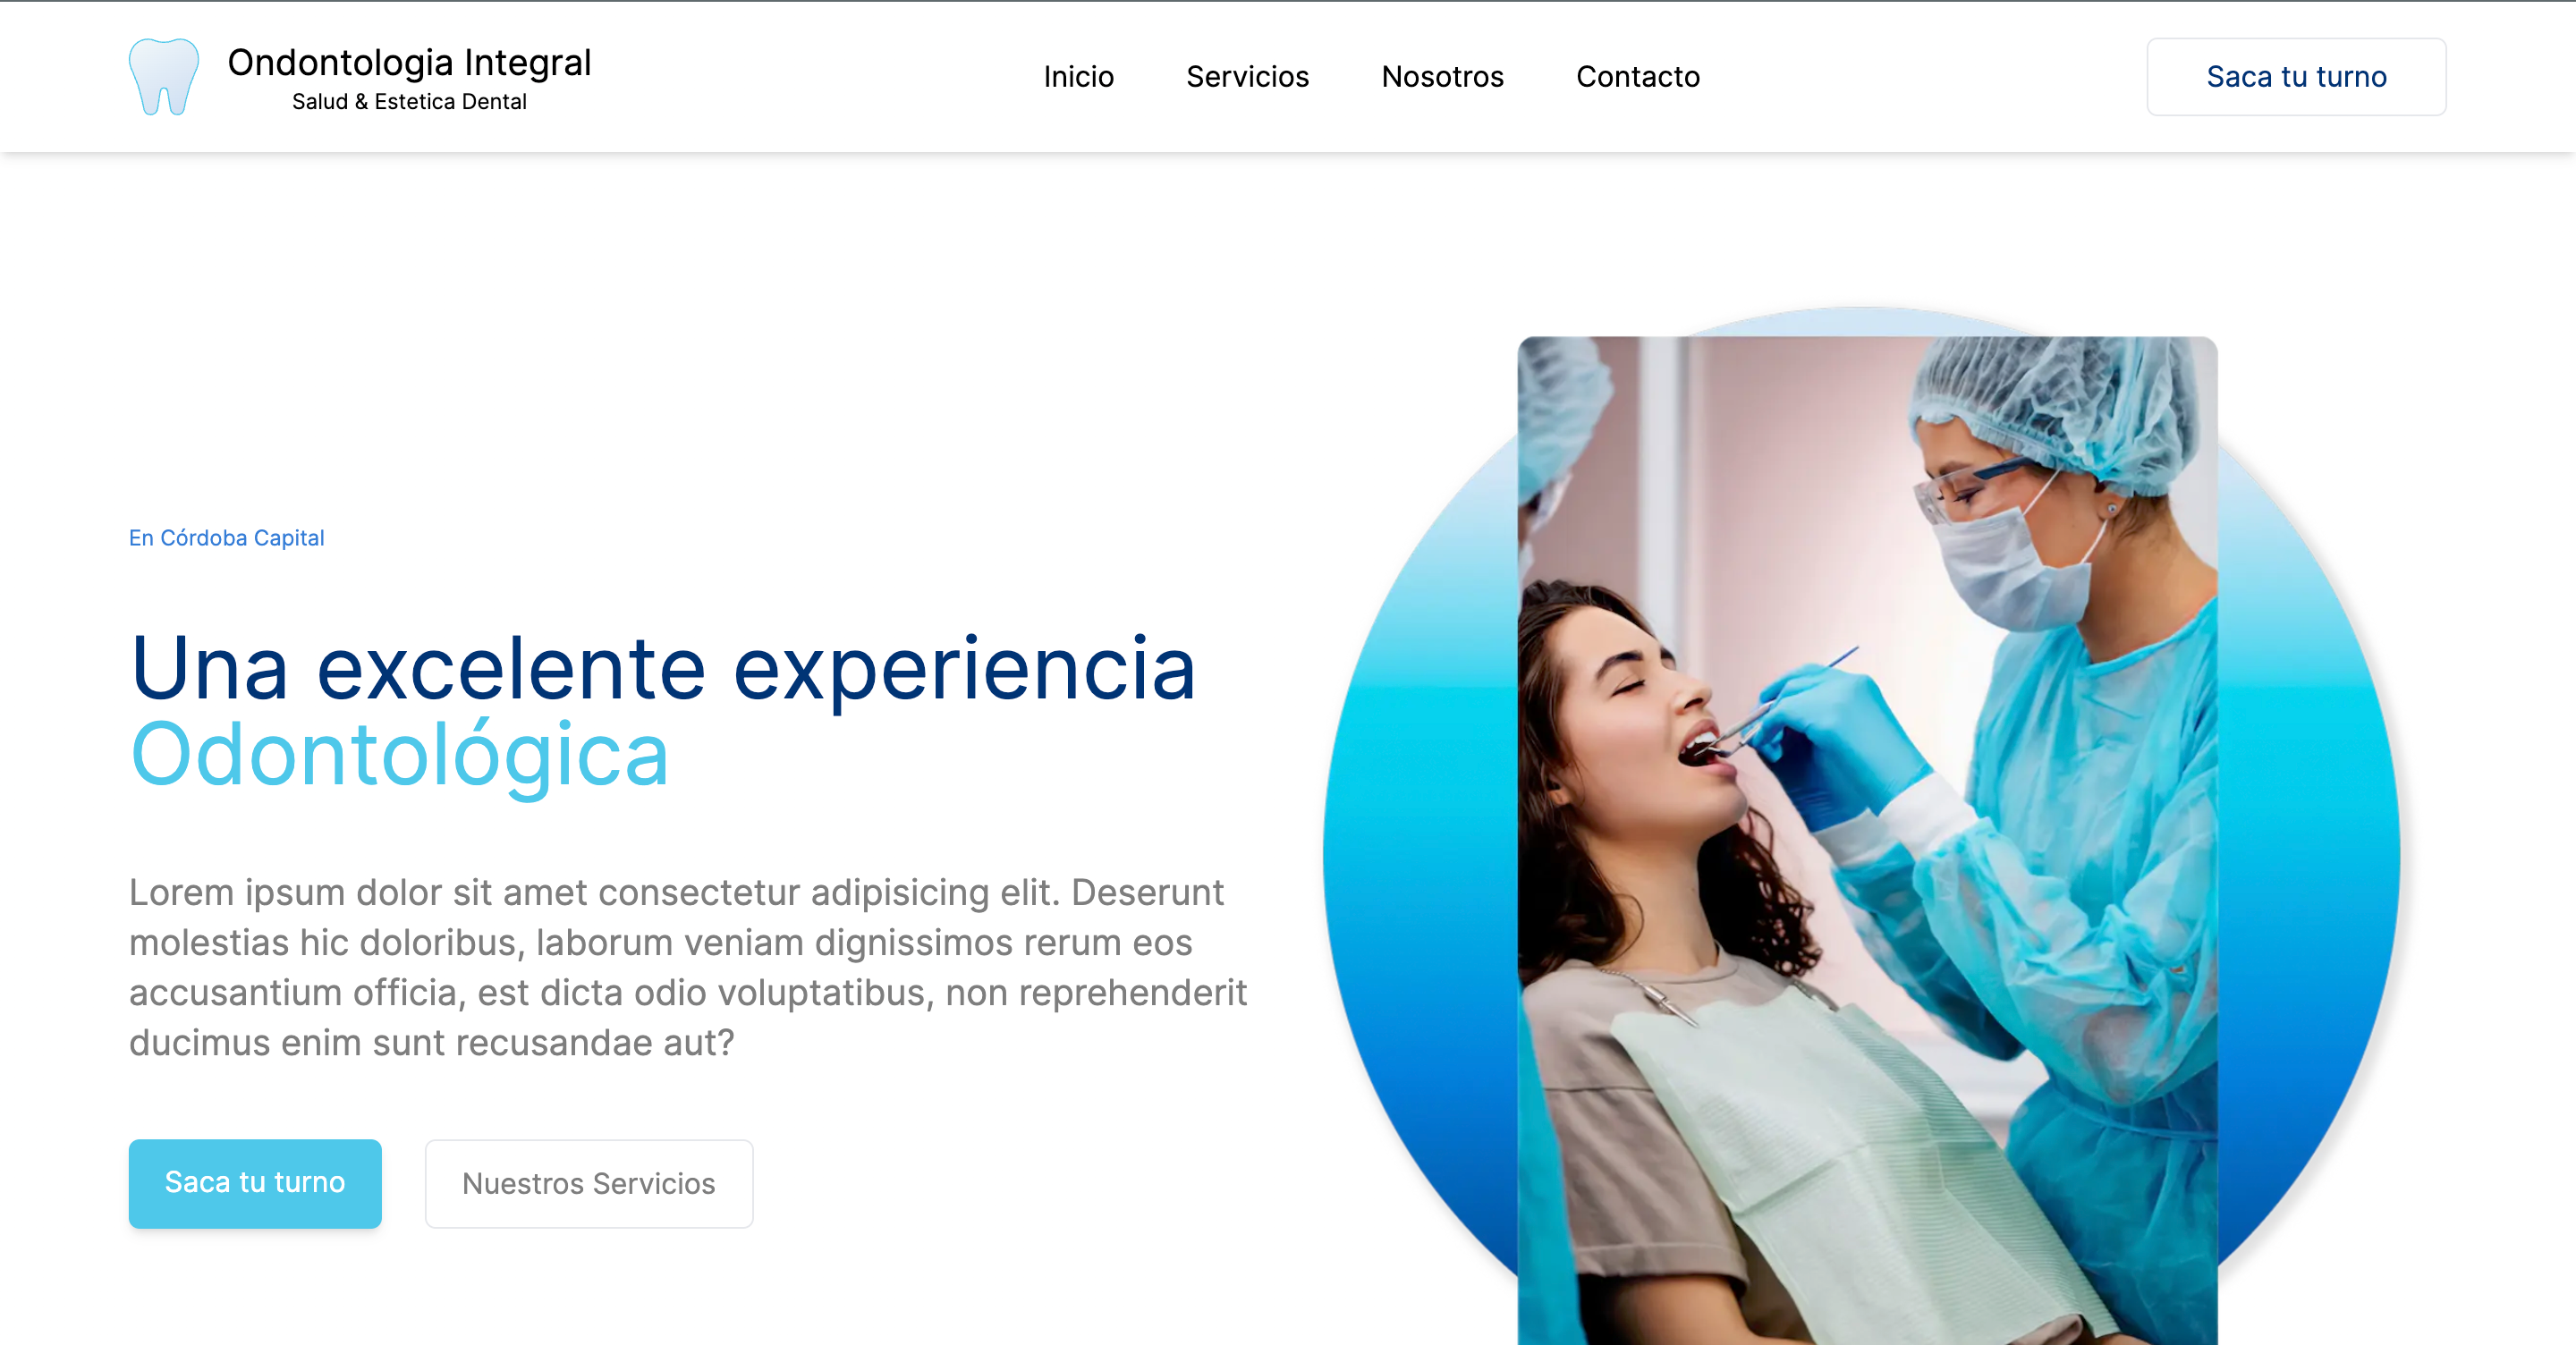 Ondontologia Integral
Salud & Estetica Dental
Inicio
Servicios
Nosotros
Contacto
Saca tu turno
En Córdoba Capital
Una excelente experiencia
Odontológica
Lorem ipsum dolor sit amet consectetur adipisicing elit. Deserunt
molestias hic doloribus, laborum veniam dignissimos rerum eos
accusantium officia, est dicta odio voluptatibus, non reprehenderit
ducimus enim sunt recusandae aut?
Saca tu turno
Nuestros Servicios